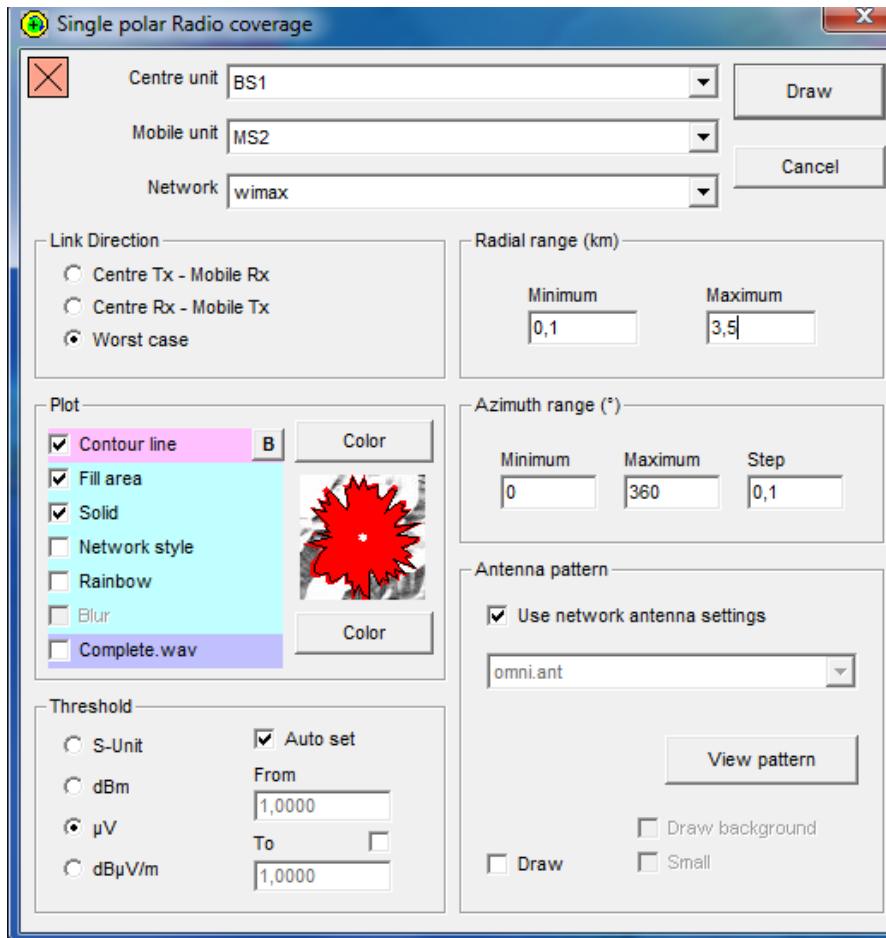 Single polar Radio coverage
X
Centre unit BS1
Draw
Mobile unit MS2
Cancel
Network wimax
Link Direction
Centre Tx - Mobile Rx
Centre Rx - Mobile Tx
Worst case
Radial range (km)
Minimum Maximum
0,1 3,5
Plot
Contour line B Color
Fill area
Solid
Network style
Rainbow
Blur
Color
Complete.wav
Azimuth range (°)
Minimum Maximum Step
0 360 0,1
Antenna pattern
Use network antenna settings
omni.ant
View pattern
Draw background
Draw Small
Threshold
S-Unit Auto set
dBm From
1,0000
µV
To
dBµV/m 1,0000